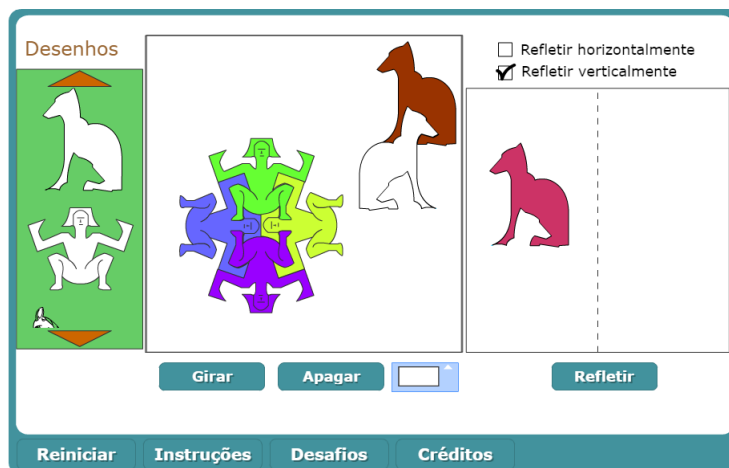 Desenhos
Refletir horizontalmente
Refletir verticalmente
Girar
Apagar
Refletir
Reiniciar
Instruções
Desafios
Créditos